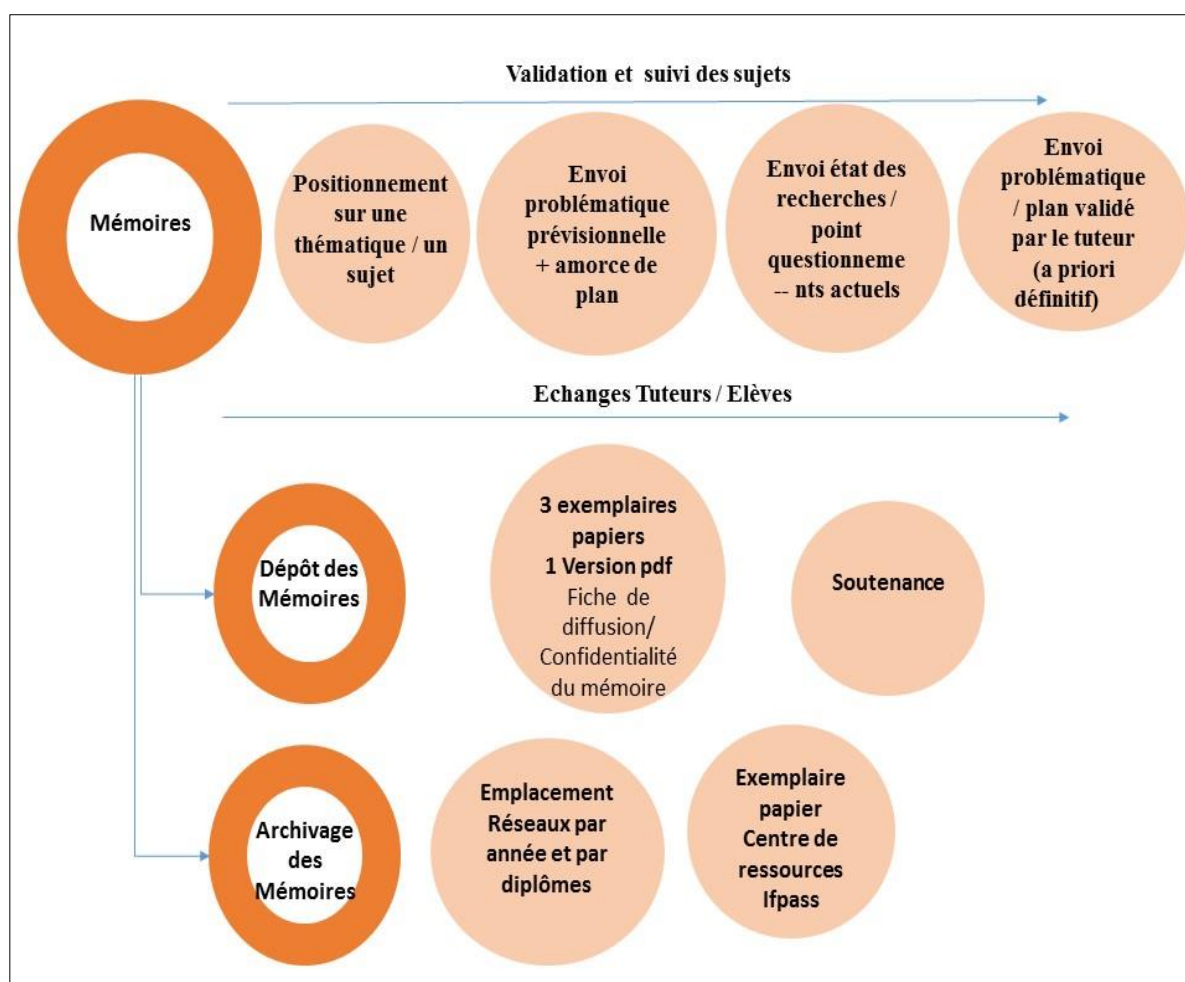 Validation et suivi des sujets
Mémoires
Positionnement
sur une
thématique / un
sujet
Envoi
problématique
prévisionnelle
+ amorce de
plan
Envoi état des
recherches /
point
questionneme
-- nts actuels
Envoi
problématique
/ plan validé
par le tuteur
(a priori
définitif)
Echanges Tuteurs / Elèves
Dépôt des
Mémoires
3 exemplaires
papiers
1 Version pdf
Fiche de
diffusion/
Confidentialité
du mémoire
Soutenance
Archivage
des
Mémoires
Emplacement
Réseaux par
année et par
diplômes
Exemplaire
papier
Centre de
ressources
Ifpass